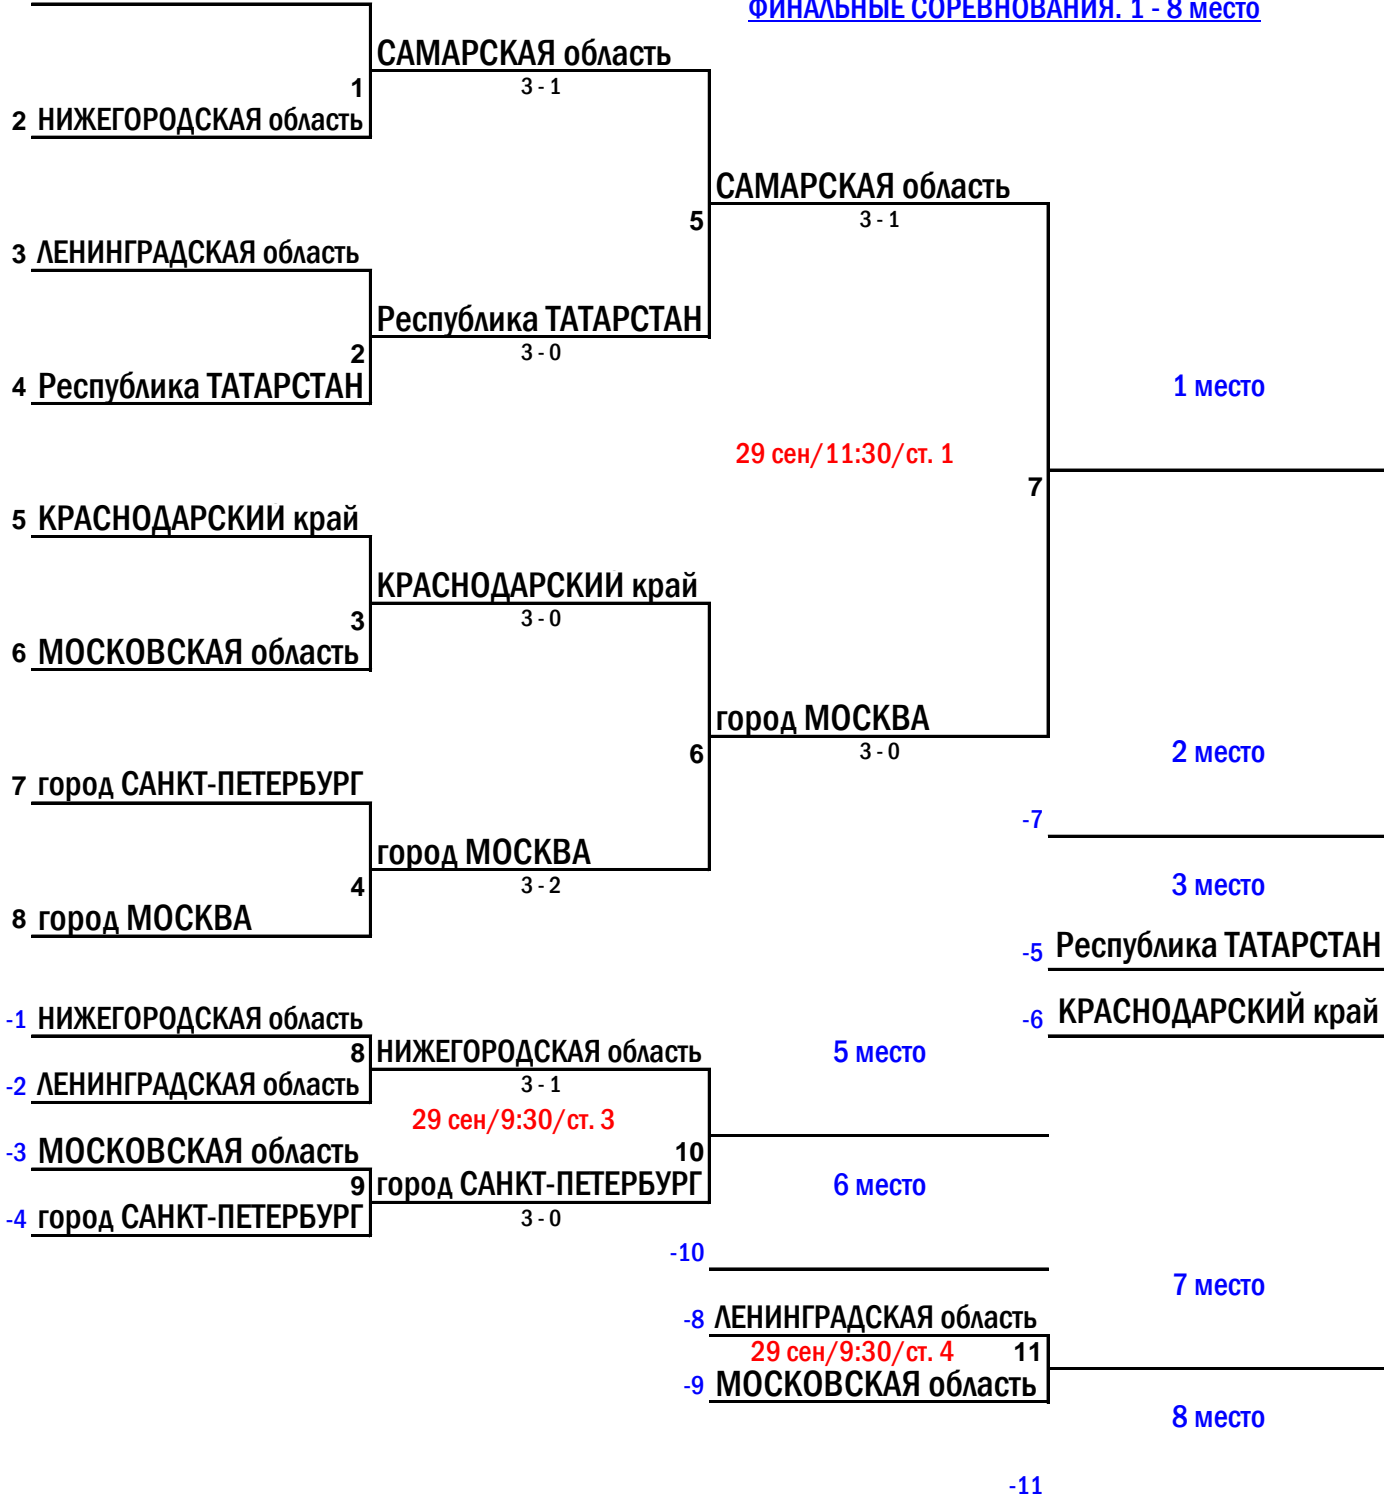 ФИНАЛЬНЫЕ СОРЕВНОВАНИЯ. 1 - 8 место
САМАРСКАЯ область
1
3 - 1
2 НИЖЕГОРОДСКАЯ область
САМАРСКАЯ область
5
3 - 1
3 ЛЕНИНГРАДСКАЯ область
Республика ТАТАРСТАН
2
3 - 0
4 Республика ТАТАРСТАН
1 место
29 сен/11:30/ст. 1
7
5 КРАСНОДАРСКИЙ край
КРАСНОДАРСКИЙ край
3
3 - 0
6 МОСКОВСКАЯ область
город МОСКВА
6
3 - 0
2 место
7 город САНКТ-ПЕТЕРБУРГ
-7
город МОСКВА
4
3 - 2
3 место
8 город МОСКВА
-5 Республика ТАТАРСТАН
-1 НИЖЕГОРОДСКАЯ область
-6 КРАСНОДАРСКИЙ край
8 НИЖЕГОРОДСКАЯ область
5 место
-2 ЛЕНИНГРАДСКАЯ область
3 - 1
29 сен/9:30/ст. 3
-3 МОСКОВСКАЯ область
10
9 город САНКТ-ПЕТЕРБУРГ
6 место
-4 город САНКТ-ПЕТЕРБУРГ
3 - 0
-10
7 место
-8 ЛЕНИНГРАДСКАЯ область
29 сен/9:30/ст. 4
11
-9 МОСКОВСКАЯ область
8 место
-11